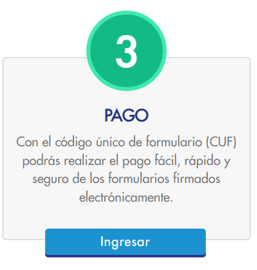 3
PAGO
Con el código único de formulario (CUF)
podrás realizar el pago fácil, rápido y
seguro de los formularios firmados
electrónicamente.
Ingresar